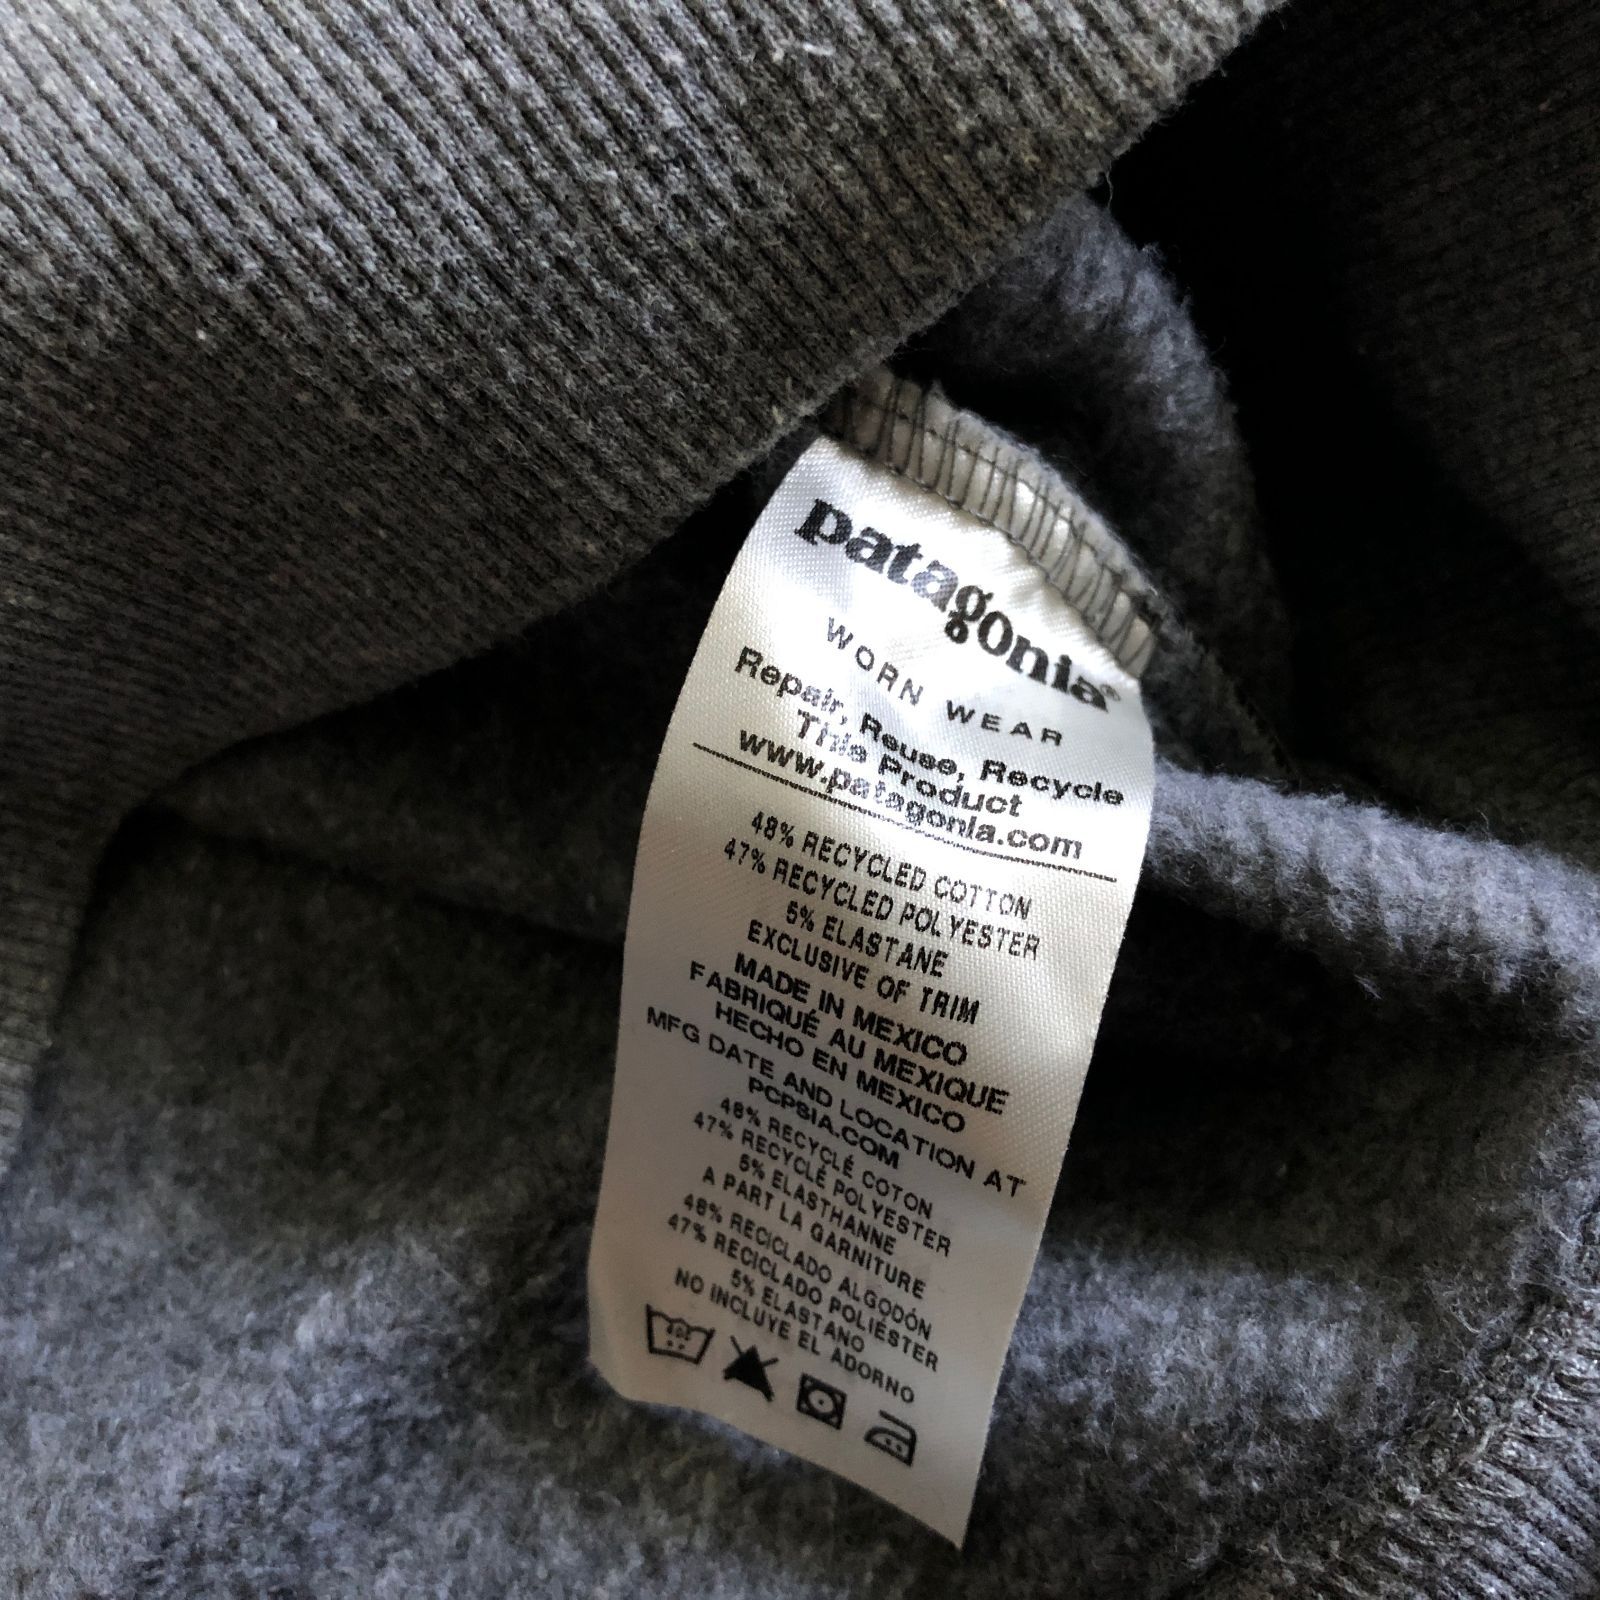 patagonia®
WORN WEAR
Repair, Reuse, Recycle
This Product
www.patagonia.com
48% RECYCLED COTTON
47% RECYCLED POLYESTER
5% ELASTANE
EXCLUSIVE OF TRIM
MADE IN MEXICO
FABRIQUÉ AU MEXIQUE
HECHO EN MEXICO
MFG DATE AND LOCATION AT
PCPSIA.COM
48% RECYCLÉ COTON
47% RECYCLÉ POLYESTER
5% ELASTHANNE
A PART LA GARNITURE
48% RECICLADO ALGODÓN
47% RECICLADO POLIÉSTER
5% ELASTANO
NO INCLUYE EL ADORNO